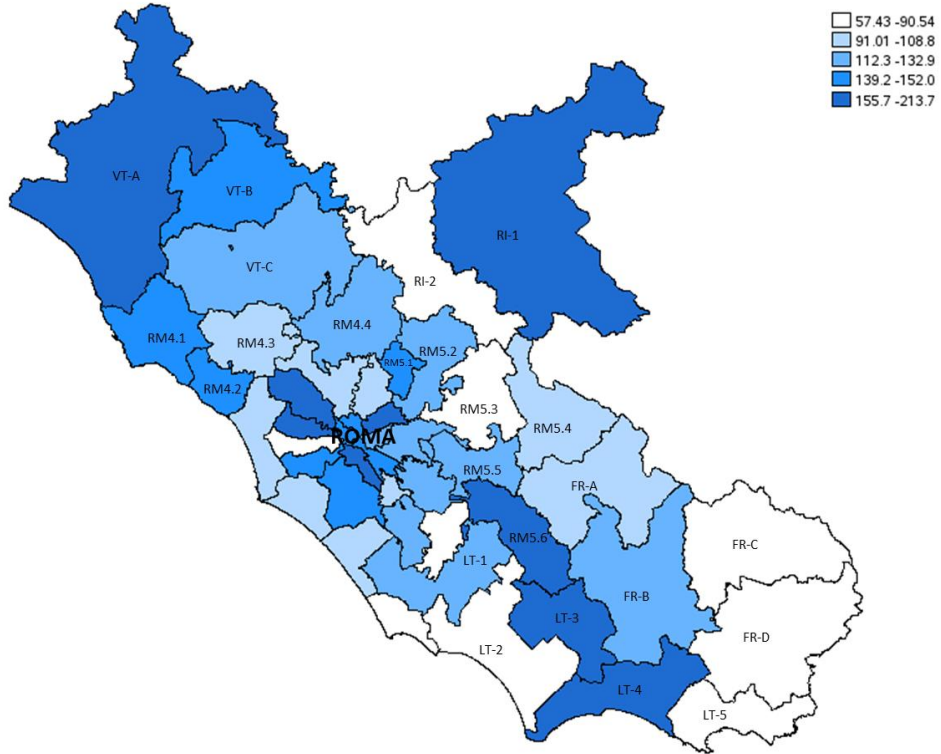 57.43 -90.54
91.01 -108.8
112.3 -132.9
139.2 -152.0
155.7 -213.7
VT-A
VT-B
RI-1
VT-C
RI-2
RM4.4
RM4.1
RM4.3
RM5.2
RM5.1
RM4.2
RM5.3
RM5.4
ROMA
RM5.5
FR-A
RM5.6
FR-C
LT-1
FR-B
LT-3
FR-D
LT-2
LT-4
LT-5